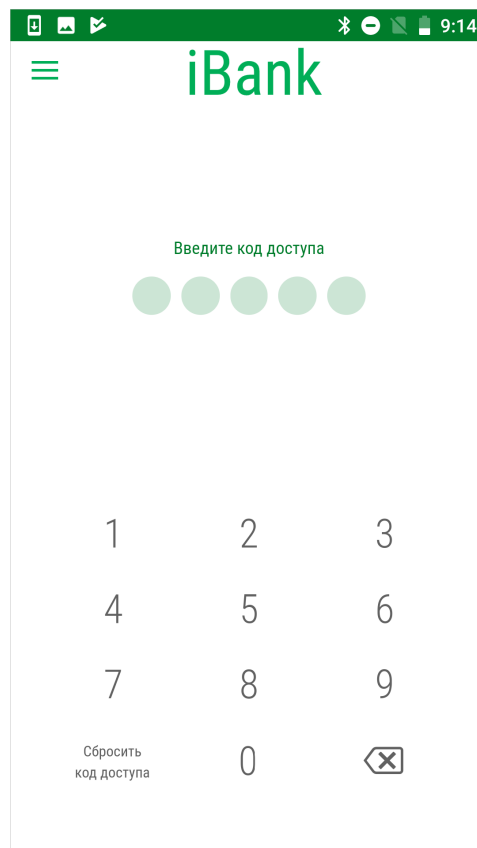 9:14
iBank
Введите код доступа
1 2 3
4 5 6
7 8 9
Сбросить
код доступа
0